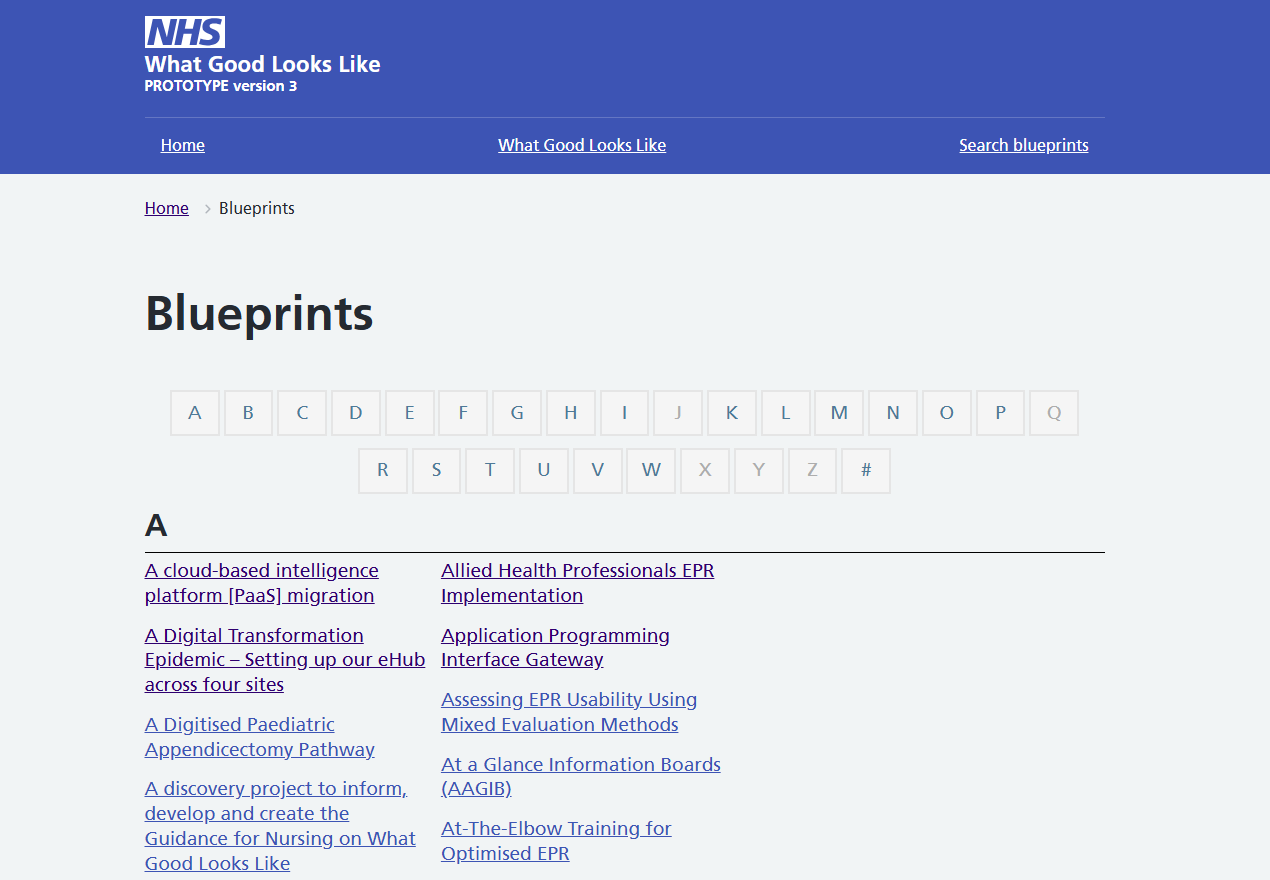 NHS
What Good Looks Like
PROTOTYPE version 3
Home
What Good Looks Like
Search blueprints
Home > Blueprints
Blueprints
A B C D E F G H I J K L M N O P Q
R S T U V W X Y Z #
A
A cloud-based intelligence
platform [PaaS] migration
A Digital Transformation
Epidemic – Setting up our eHub
across four sites
A Digitised Paediatric
Appendicectomy Pathway
A discovery project to inform,
develop and create the
Guidance for Nursing on What
Good Looks Like
Allied Health Professionals EPR
Implementation
Application Programming
Interface Gateway
Assessing EPR Usability Using
Mixed Evaluation Methods
At a Glance Information Boards
(AAGIB)
At-The-Elbow Training for
Optimised EPR